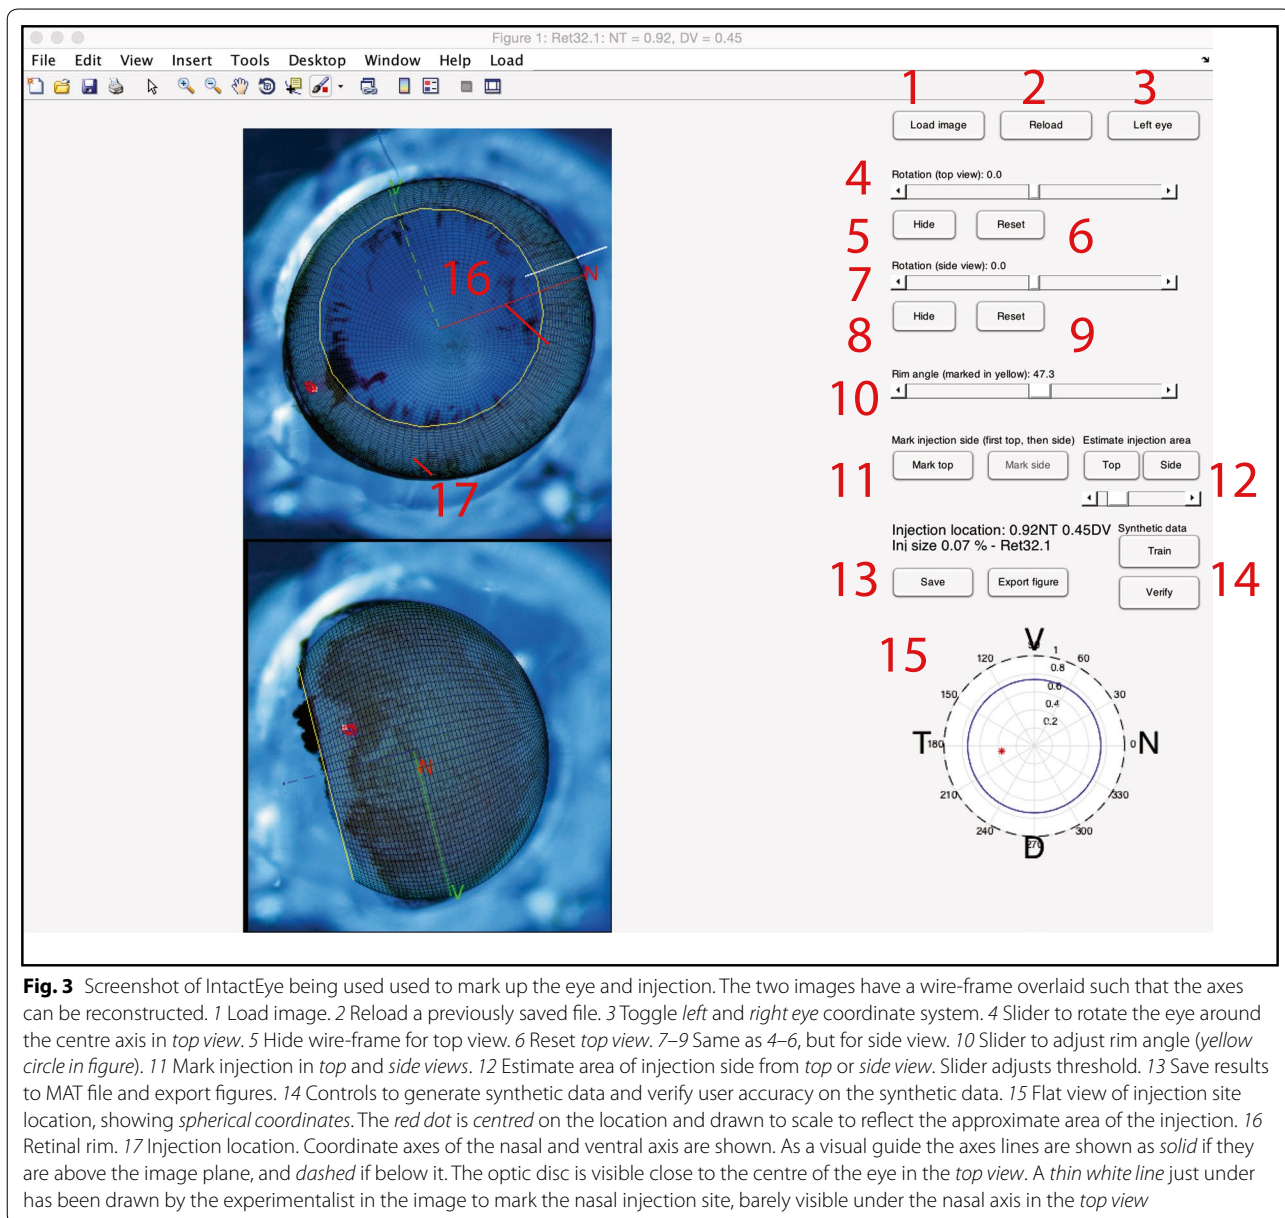 Figure 1: Ret32.1: NT = 0.92, DV = 0.45
File Edit View Insert Tools Desktop Window Help Load
1 2 3
Load image Reload Left eye
4 Rotation (top view): 0.0
5 Hide Reset 6
7 Rotation (side view): 0.0
8 Hide Reset 9
10 Rim angle (marked in yellow): 47.3
Mark injection side (first top, then side) Estimate injection area
11 Mark top Mark side Top Side 12
Injection location: 0.92NT 0.45DV Synthetic data
Inj size 0.07 % - Ret32.1 Train
13 Save Export figure Verify 14
V
16
N
17
N
V
15
V
90 1
120 0.8 60
150 0.6 30
0.4
0.2
T 180 0 N
210 330
240 300
270
D
Fig. 3 Screenshot of IntactEye being used used to mark up the eye and injection. The two images have a wire-frame overlaid such that the axes
can be reconstructed. 1 Load image. 2 Reload a previously saved file. 3 Toggle left and right eye coordinate system. 4 Slider to rotate the eye around
the centre axis in top view. 5 Hide wire-frame for top view. 6 Reset top view. 7–9 Same as 4–6, but for side view. 10 Slider to adjust rim angle (yellow
circle in figure). 11 Mark injection in top and side views. 12 Estimate area of injection side from top or side view. Slider adjusts threshold. 13 Save results
to MAT file and export figures. 14 Controls to generate synthetic data and verify user accuracy on the synthetic data. 15 Flat view of injection site
location, showing spherical coordinates. The red dot is centred on the location and drawn to scale to reflect the approximate area of the injection. 16
Retinal rim. 17 Injection location. Coordinate axes of the nasal and ventral axis are shown. As a visual guide the axes lines are shown as solid if they
are above the image plane, and dashed if below it. The optic disc is visible close to the centre of the eye in the top view. A thin white line just under
has been drawn by the experimentalist in the image to mark the nasal injection site, barely visible under the nasal axis in the top view